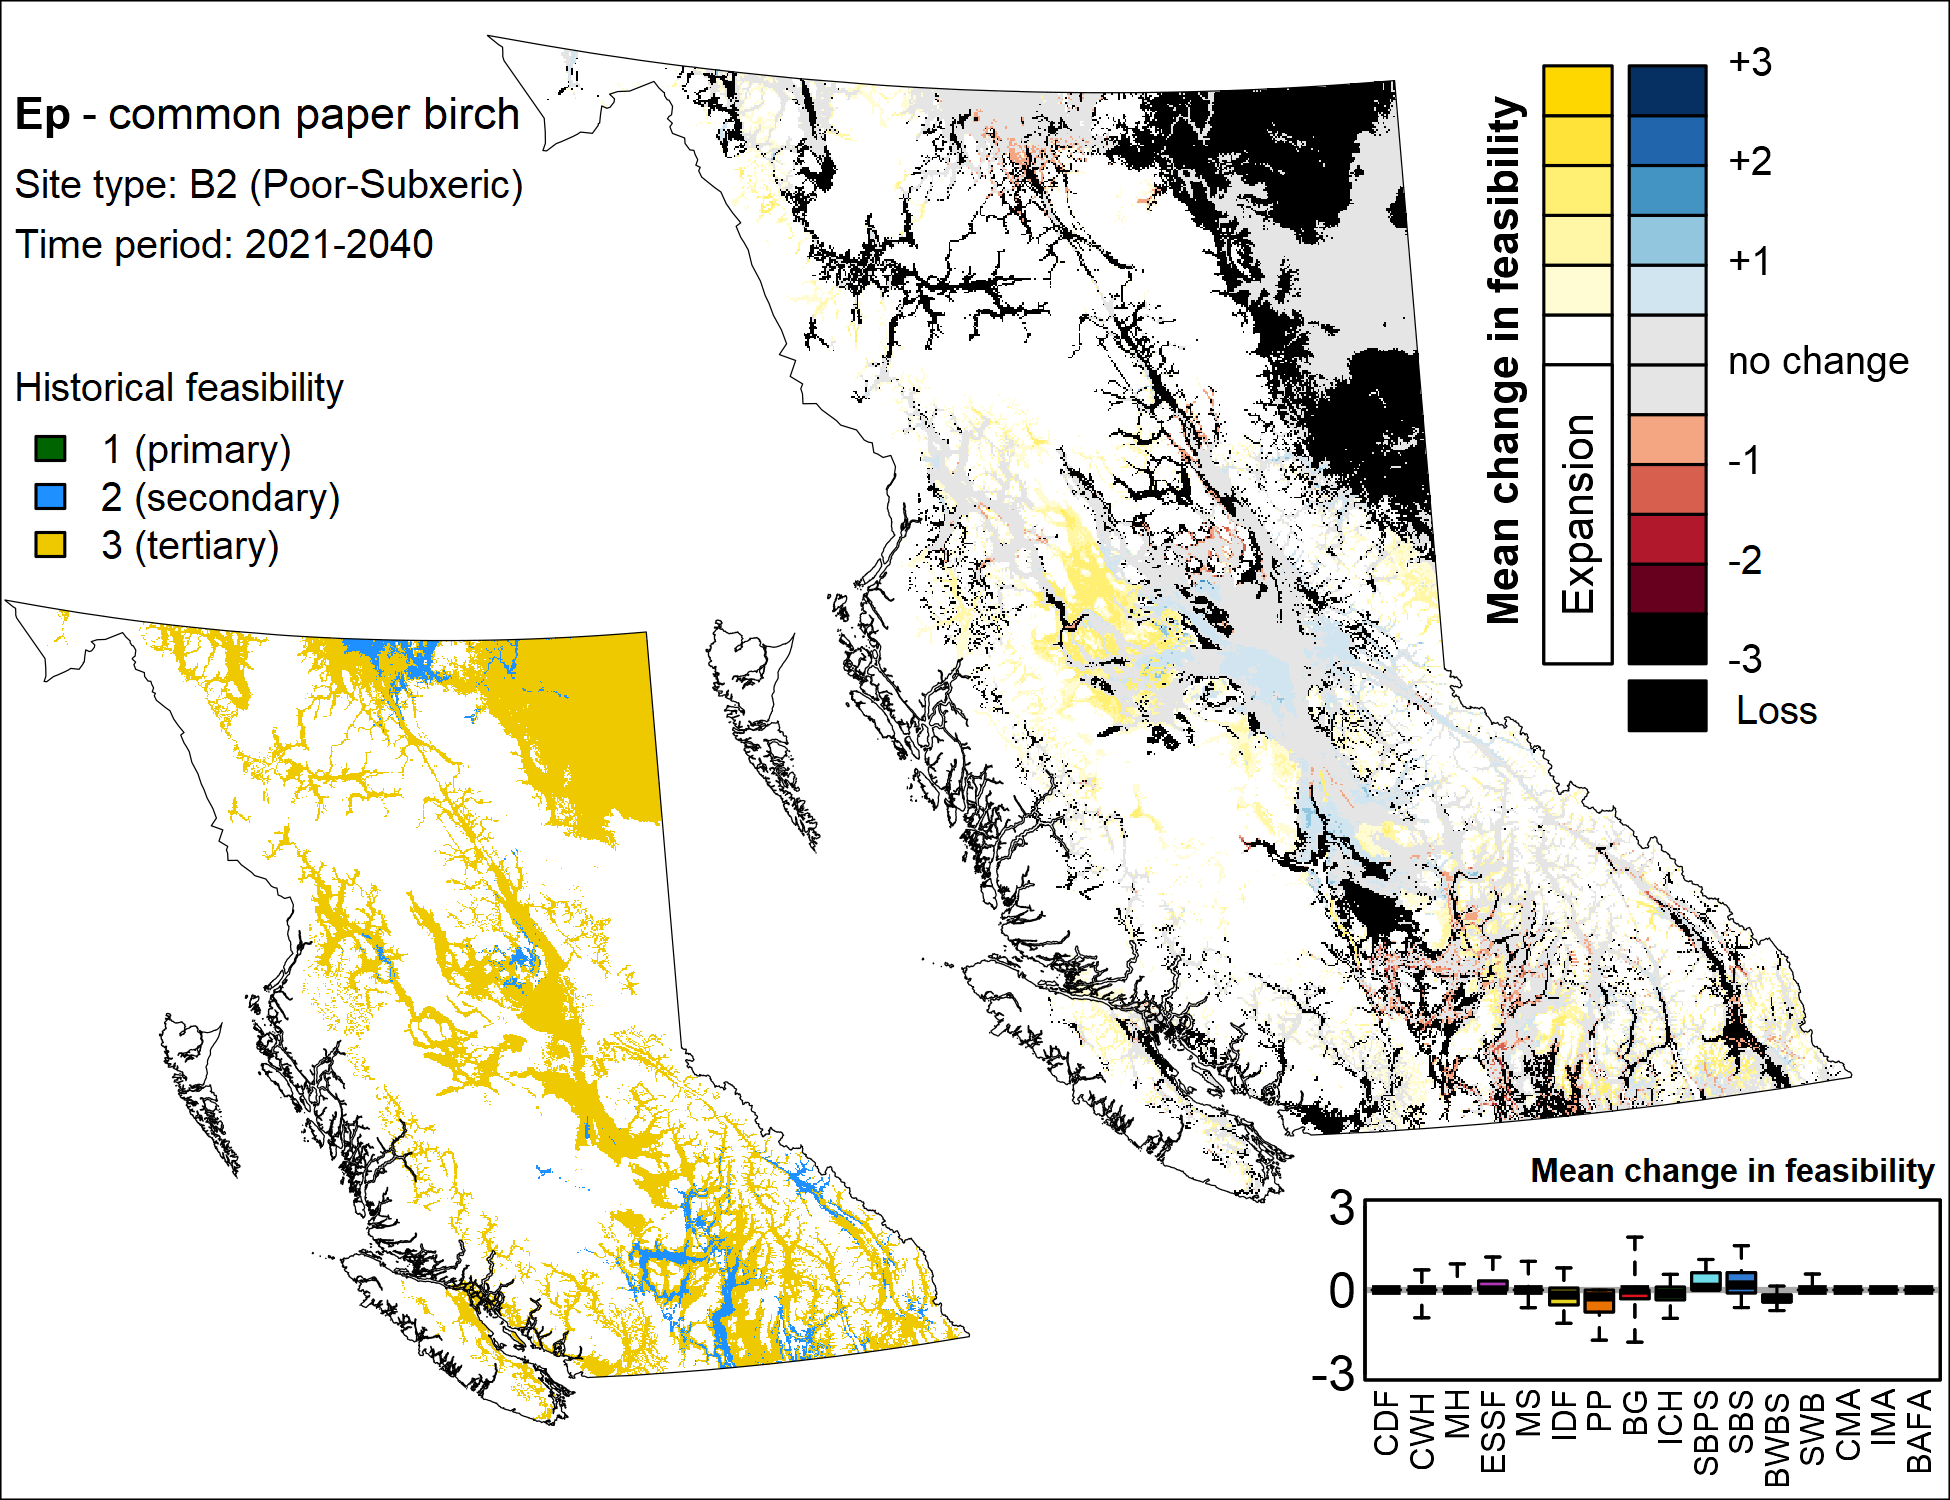 Ep - common paper birch
Site type: B2 (Poor-Subxeric)
Time period: 2021-2040
Historical feasibility
1 (primary)
2 (secondary)
3 (tertiary)
Mean change in feasibility
Expansion
+3
+2
+1
no change
-1
-2
-3
Loss
Mean change in feasibility
3
0
-3
CDF
CWH
MH
ESSF
MS
IDF
PP
BG
ICH
SBPS
SBS
BWBS
SWB
CMA
IMA
BAFA